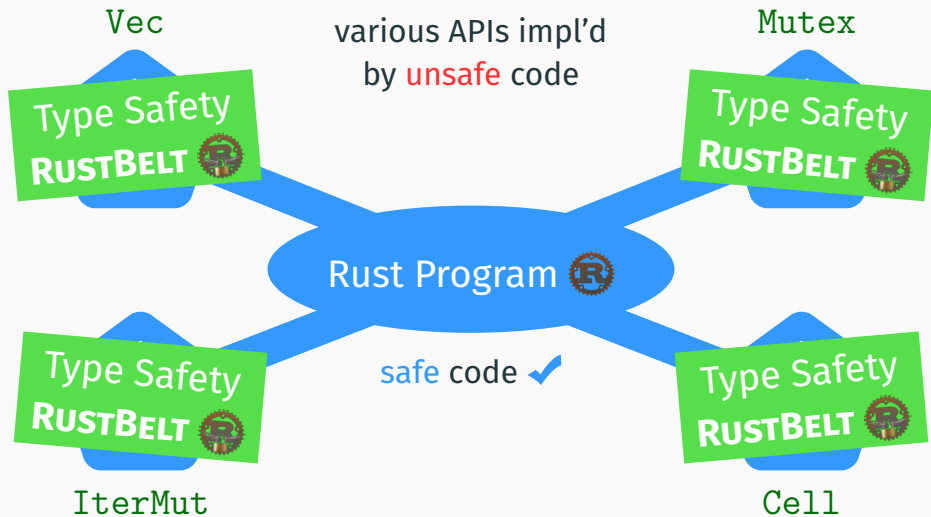 Vec
various APIs impl’d
by unsafe code
Mutex
Type Safety
RUSTBELT
Type Safety
RUSTBELT
Rust Program
safe code
Type Safety
RUSTBELT
Type Safety
RUSTBELT
IterMut
Cell